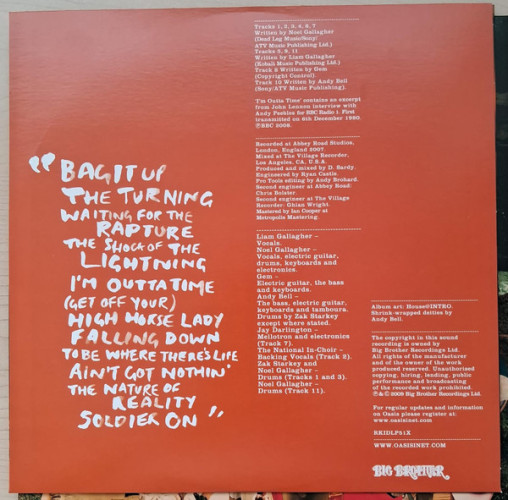 “ BAG IT UP
THE TURNING
WAITING FOR THE
RAPTURE
THE SHOCK OF THE
LIGHTNING
I'M OUTTA TIME
(GET OFF YOUR)
HIGH HORSE LADY
FALLING DOWN
TO BE WHERE THERE'S LIFE
AIN'T GOT NOTHIN'
THE NATURE OF
REALITY
SOLDIER ON „
Tracks 1, 2, 3, 4, 6, 7
Written by Noel Gallagher
(Dead Leg Music/Sony/
ATV Music Publishing Ltd.)
Tracks 5, 9, 11
Written by Liam Gallagher
(Kobalt Music Publishing Ltd.)
Track 8 Written by Gem
(Copyright Control).
Track 10 Written by Andy Bell
(Sony/ATV Music Publishing).
'I'm Outta Time' contains an excerpt
from John Lennon interview with
Andy Peebles for BBC Radio 1. First
transmitted on 6th December 1980.
℗BBC 2008.
Recorded at Abbey Road Studios,
London, England 2007.
Mixed at The Village Recorder,
Los Angeles, CA, U.S.A.
Produced and mixed by D. Sardy.
Engineered by Ryan Castle.
Pro Tools editing by Andy Brohard.
Second engineer at Abbey Road:
Chris Bolster.
Second engineer at The Village
Recorder: Ghian Wright.
Mastered by Ian Cooper at
Metropolis Mastering.
Liam Gallagher –
Vocals.
Noel Gallagher –
Vocals, electric guitar,
drums, keyboards and
electronics.
Gem –
Electric guitar, the bass
and keyboards.
Andy Bell –
The bass, electric guitar,
keyboards and tamboura.
Drums by Zak Starkey
except where stated.
Jay Darlington –
Mellotron and electronics
(Track 7).
The National In-Choir –
Backing Vocals (Track 2).
Zak Starkey and
Noel Gallagher –
Drums (Tracks 1 and 3).
Noel Gallagher –
Drums (Track 11).
Album art: House@INTRO.
Shrink-wrapped deities by
Andy Bell.
The copyright in this sound
recording is owned by
Big Brother Recordings Ltd.
All rights of the manufacturer
and of the owner of the work
produced reserved. Unauthorised
copying, hiring, lending, public
performance and broadcasting
of the recorded work prohibited.
℗ & © 2008 Big Brother Recordings Ltd.
For regular updates and information
on Oasis please register at:
www.oasisinet.com
RKIDLP51X
WWW.OASISINET.COM
BIG BROTHER